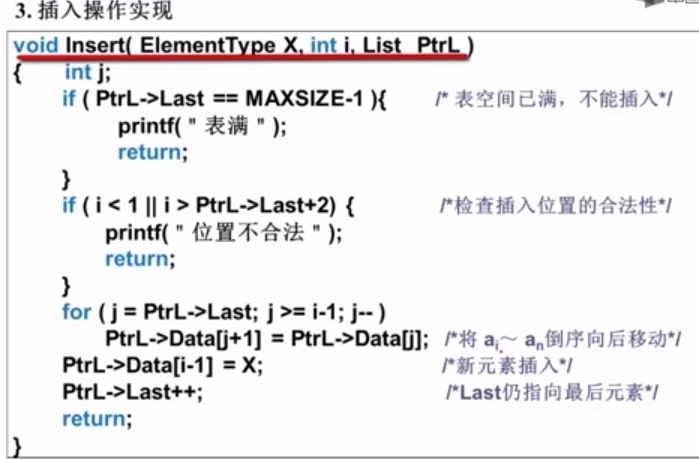 3. 插入操作实现
void Insert( ElementType X, int i, List PtrL )
{ int j;
if ( PtrL->Last == MAXSIZE-1 ){ /* 表空间已满，不能插入*/
printf( " 表满 " );
return;
}
if ( i < 1 || i > PtrL->Last+2) { /*检查插入位置的合法性*/
printf( " 位置不合法 " );
return;
}
for ( j = PtrL->Last; j >= i-1; j-- )
PtrL->Data[j+1] = PtrL->Data[j]; /*将 ai～ an倒序向后移动*/
PtrL->Data[i-1] = X; /*新元素插入*/
PtrL->Last++; /*Last仍指向最后元素*/
return;
}